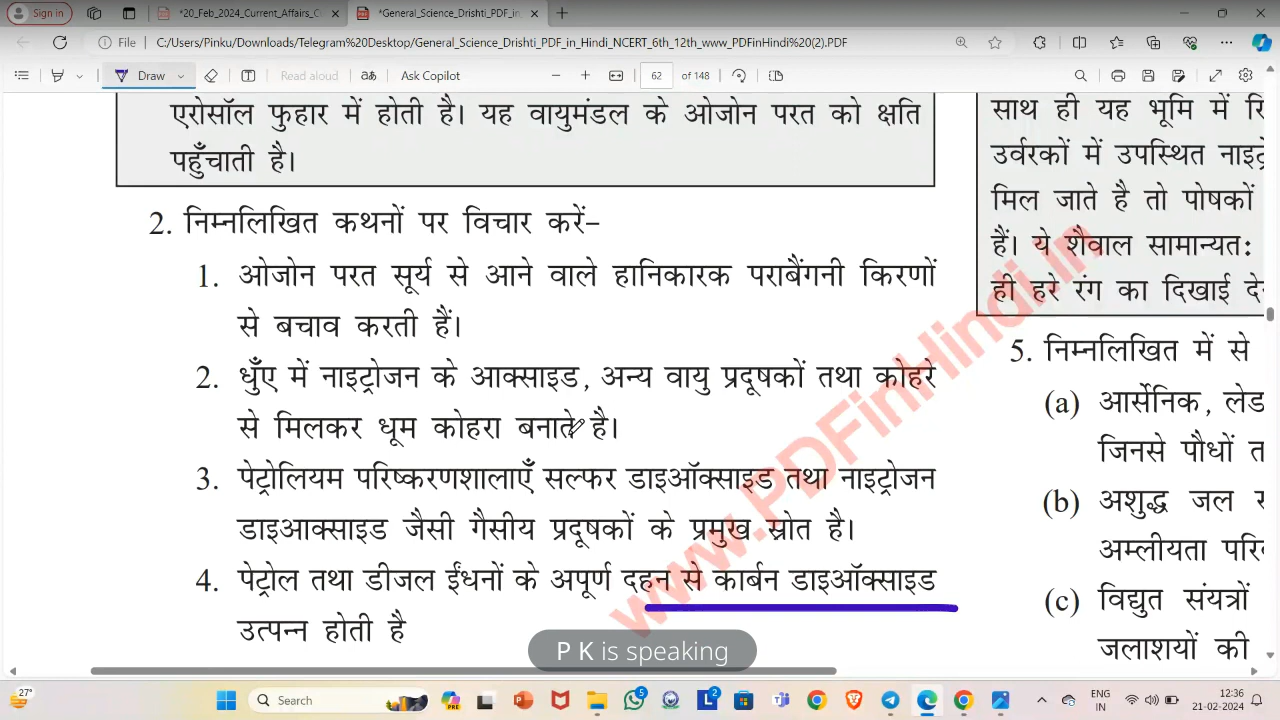 Sign in
*20_Feb_2024_Current_Affairs_C
*General_Science_Drishti_PDF_in_
File
C:/Users/Pinku/Downloads/Telegram%20Desktop/General_Science_Drishti_PDF_in_Hindi_NCERT_6th_12th_www_PDFinHindi%20(2).PDF
Draw
Read aloud
Ask Copilot
62 of 148
एरोसॉल फुहार में होती है। यह वायुमंडल के ओजोन परत को क्षति
पहुँचाती है।
2. निम्नलिखित कथनों पर विचार करें–
1. ओजोन परत सूर्य से आने वाले हानिकारक पराबैंगनी किरणों
से बचाव करती हैं।
2. धुँए में नाइट्रोजन के आक्साइड, अन्य वायु प्रदूषकों तथा कोहरे
से मिलकर धूम कोहरा बनाते है।
3. पेट्रोलियम परिष्करणशालाएँ सल्फर डाइऑक्साइड तथा नाइट्रोजन
डाइआक्साइड जैसी गैसीय प्रदूषकों के प्रमुख स्रोत है।
4. पेट्रोल तथा डीजल ईंधनों के अपूर्ण दहन से कार्बन डाइऑक्साइड
उत्पन्न होती है
साथ ही यह भूमि में
उर्वरकों में उपस्थित
मिल जाते है तो पोषकों
हैं। ये शैवाल सामान्यत:
ही हरे रंग का दिखाई
5. निम्नलिखित में से
(a) आर्सेनिक,
जिनसे पौधों
(b) अशुद्ध जल
अम्लीयता
(c) विद्युत संयत्रों
जलाशयों की
www.PDFinHindi.in
P K is speaking
27°
Search
PRE
5
2
ENG
IN
12:36
21-02-2024